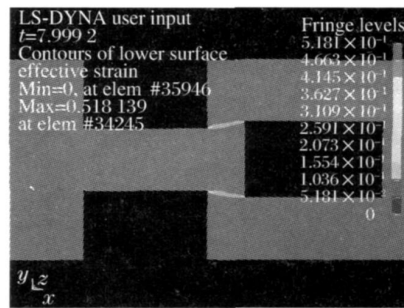 LS-DYNA user input
t=7.999 2
Contours of lower surface
effective strain
Min=0, at elem #35946
Max=0.518 139
at elem #34245
Fringe levels
5.181×10⁻¹
4.663×10⁻¹
4.145×10⁻¹
3.627×10⁻¹
3.109×10⁻¹
2.591×10⁻¹
2.073×10⁻¹
1.554×10⁻¹
1.036×10⁻¹
5.181×10⁻
0
y z
x